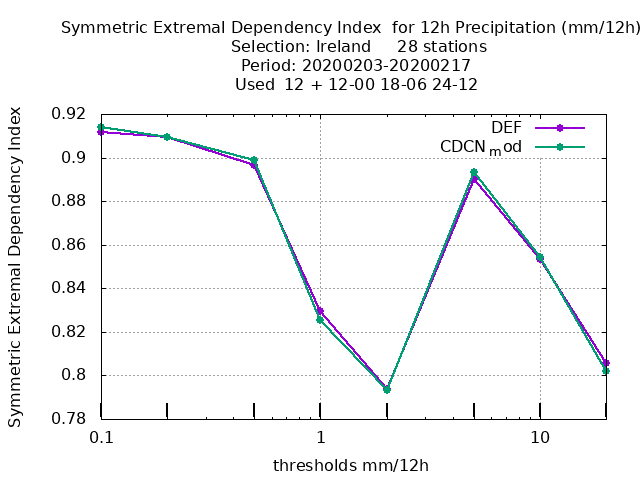 Symmetric Extremal Dependency Index  for 12h Precipitation (mm/12h)
Selection: Ireland     28 stations
Period: 20200203-20200217
Used  12 + 12-00 18-06 24-12
Symmetric Extremal Dependency Index
0.92
0.9
0.88
0.86
0.84
0.82
0.8
0.78
DEF
CDCNmod
0.1 1 10
thresholds mm/12h